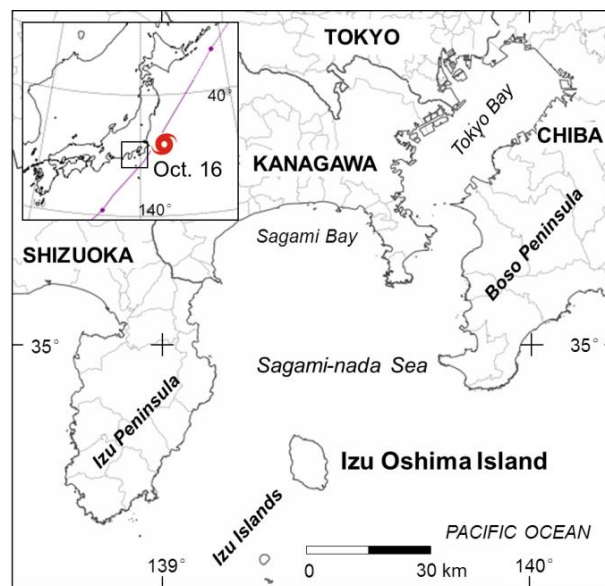 TOKYO
40°
Oct. 16
140°
Tokyo Bay
CHIBA
KANAGAWA
Sagami Bay
SHIZUOKA
Boso Peninsula
35°
Sagami-nada Sea
35°
Izu Peninsula
Izu Oshima Island
Izu Islands
PACIFIC OCEAN
0 30 km
139°
140°